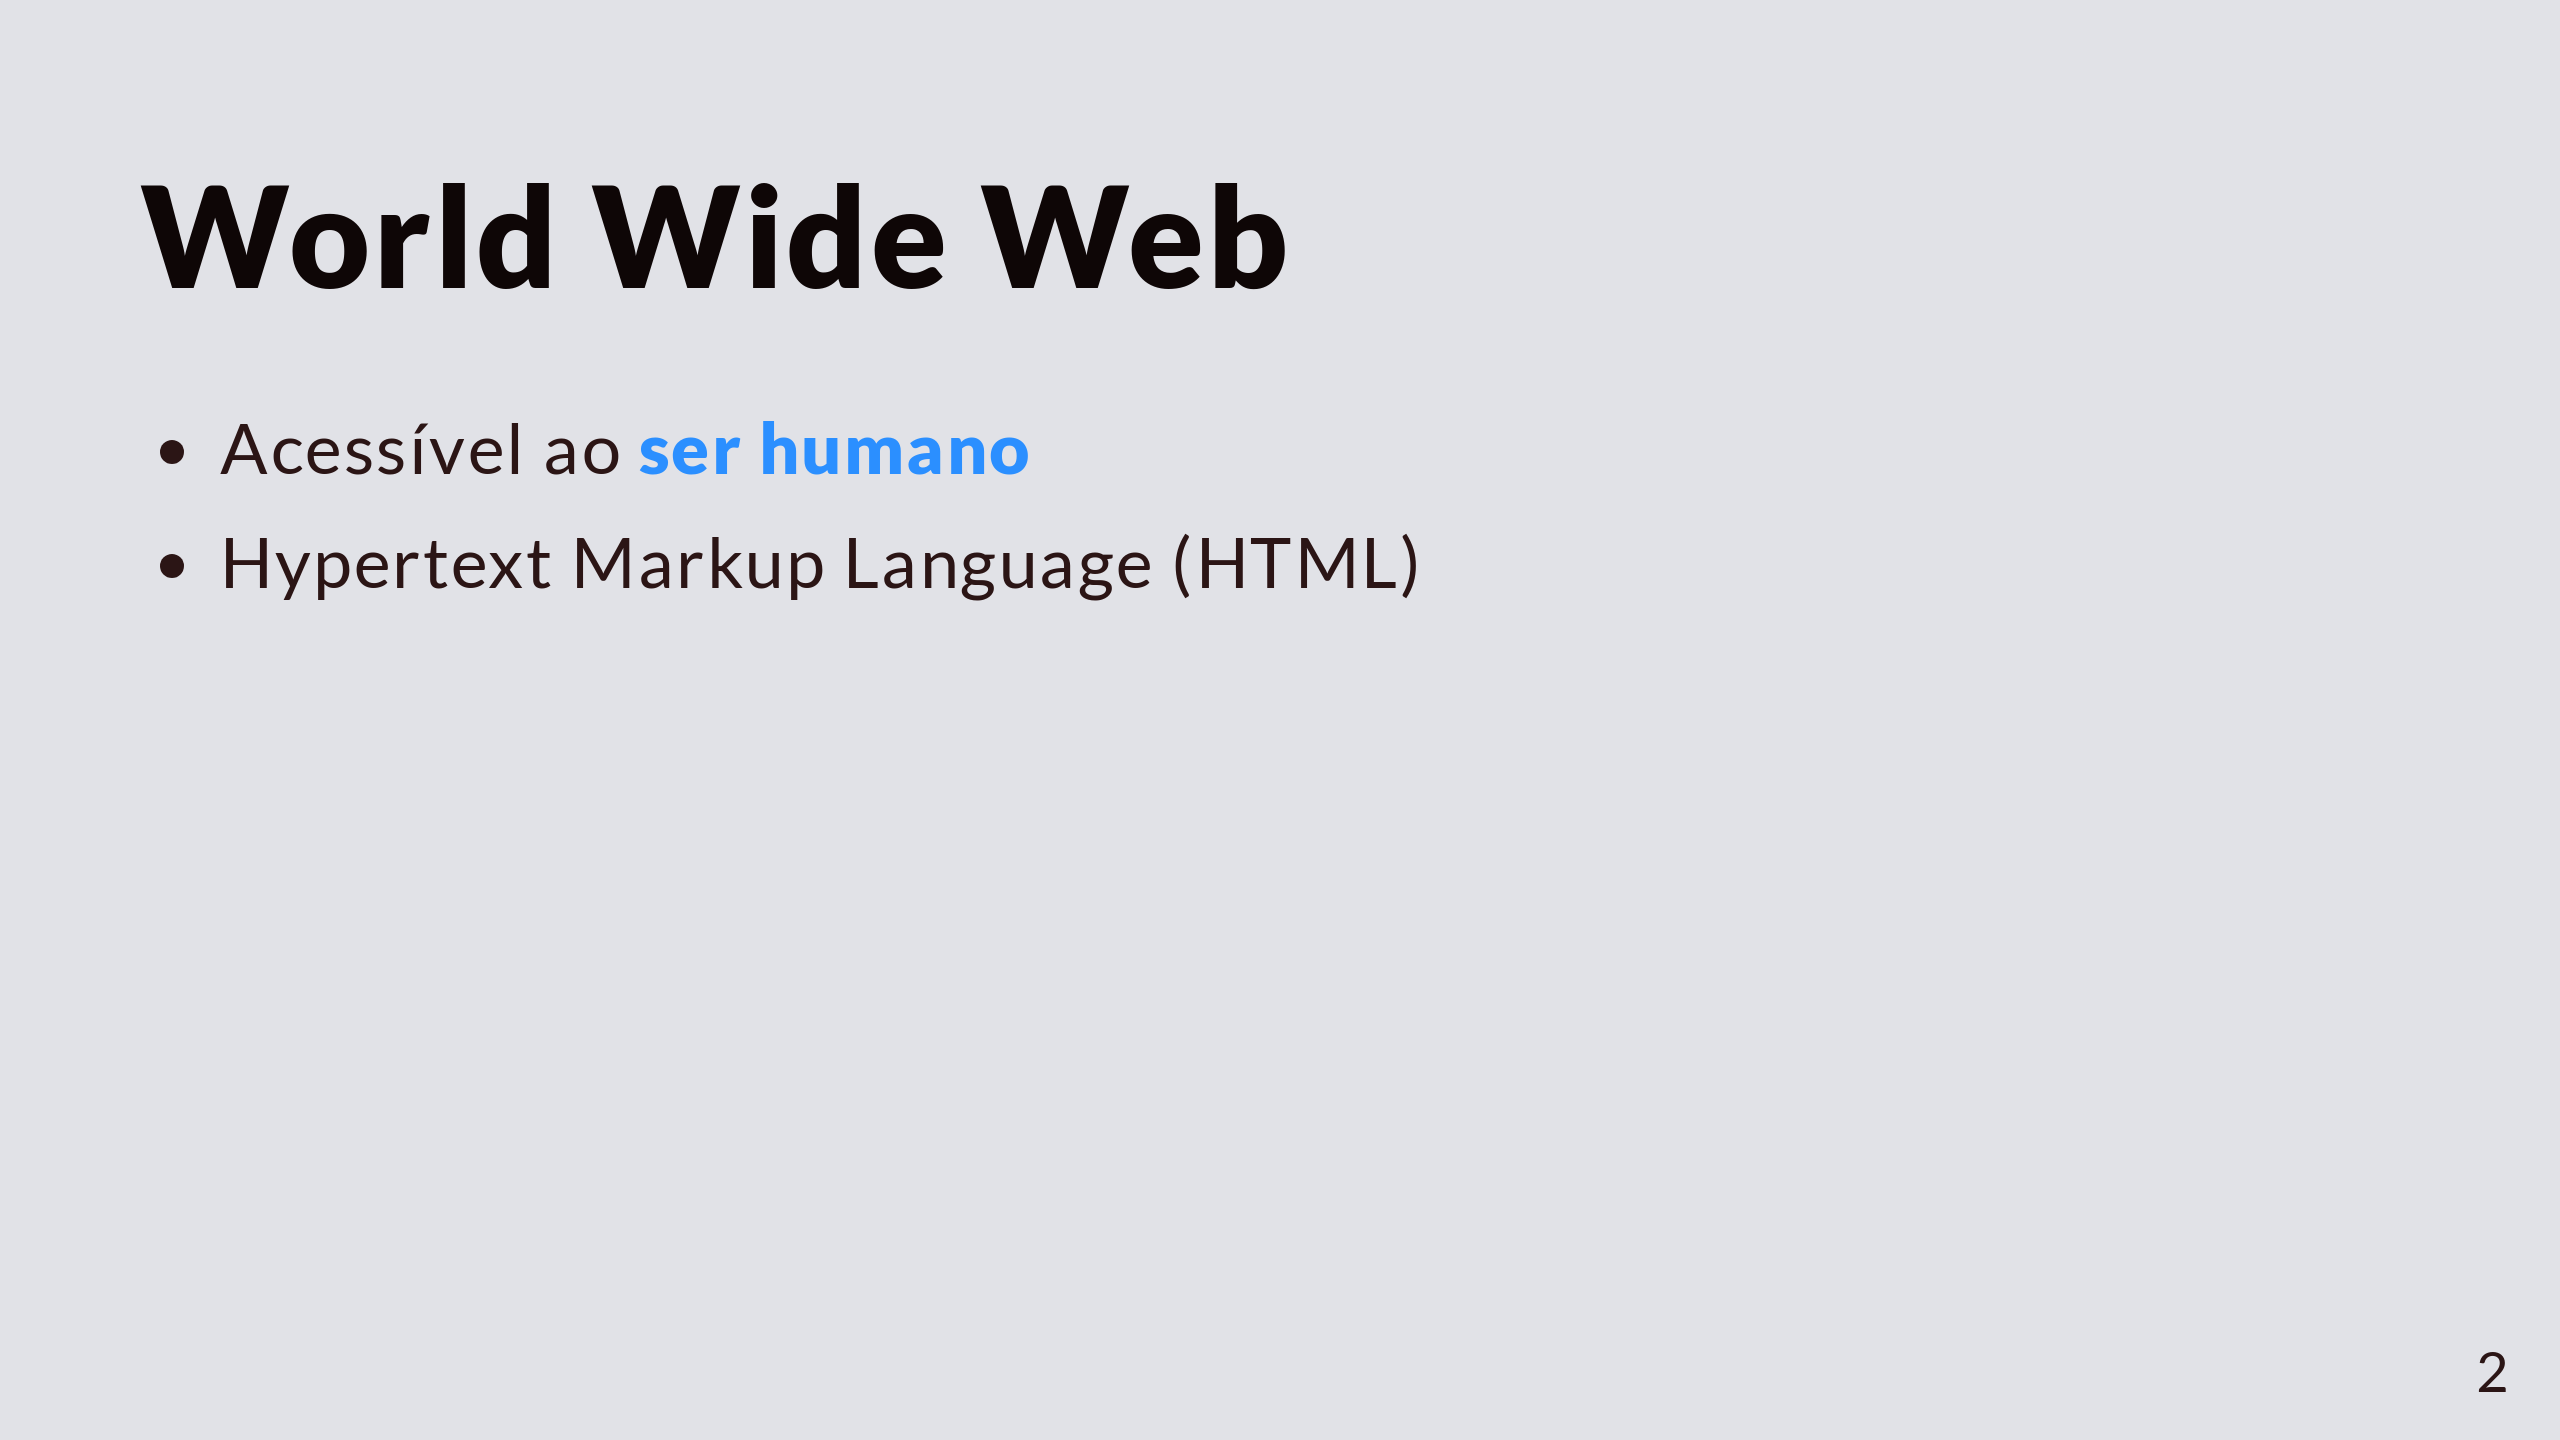 World Wide Web
• Acessível ao ser humano
• Hypertext Markup Language (HTML)
2